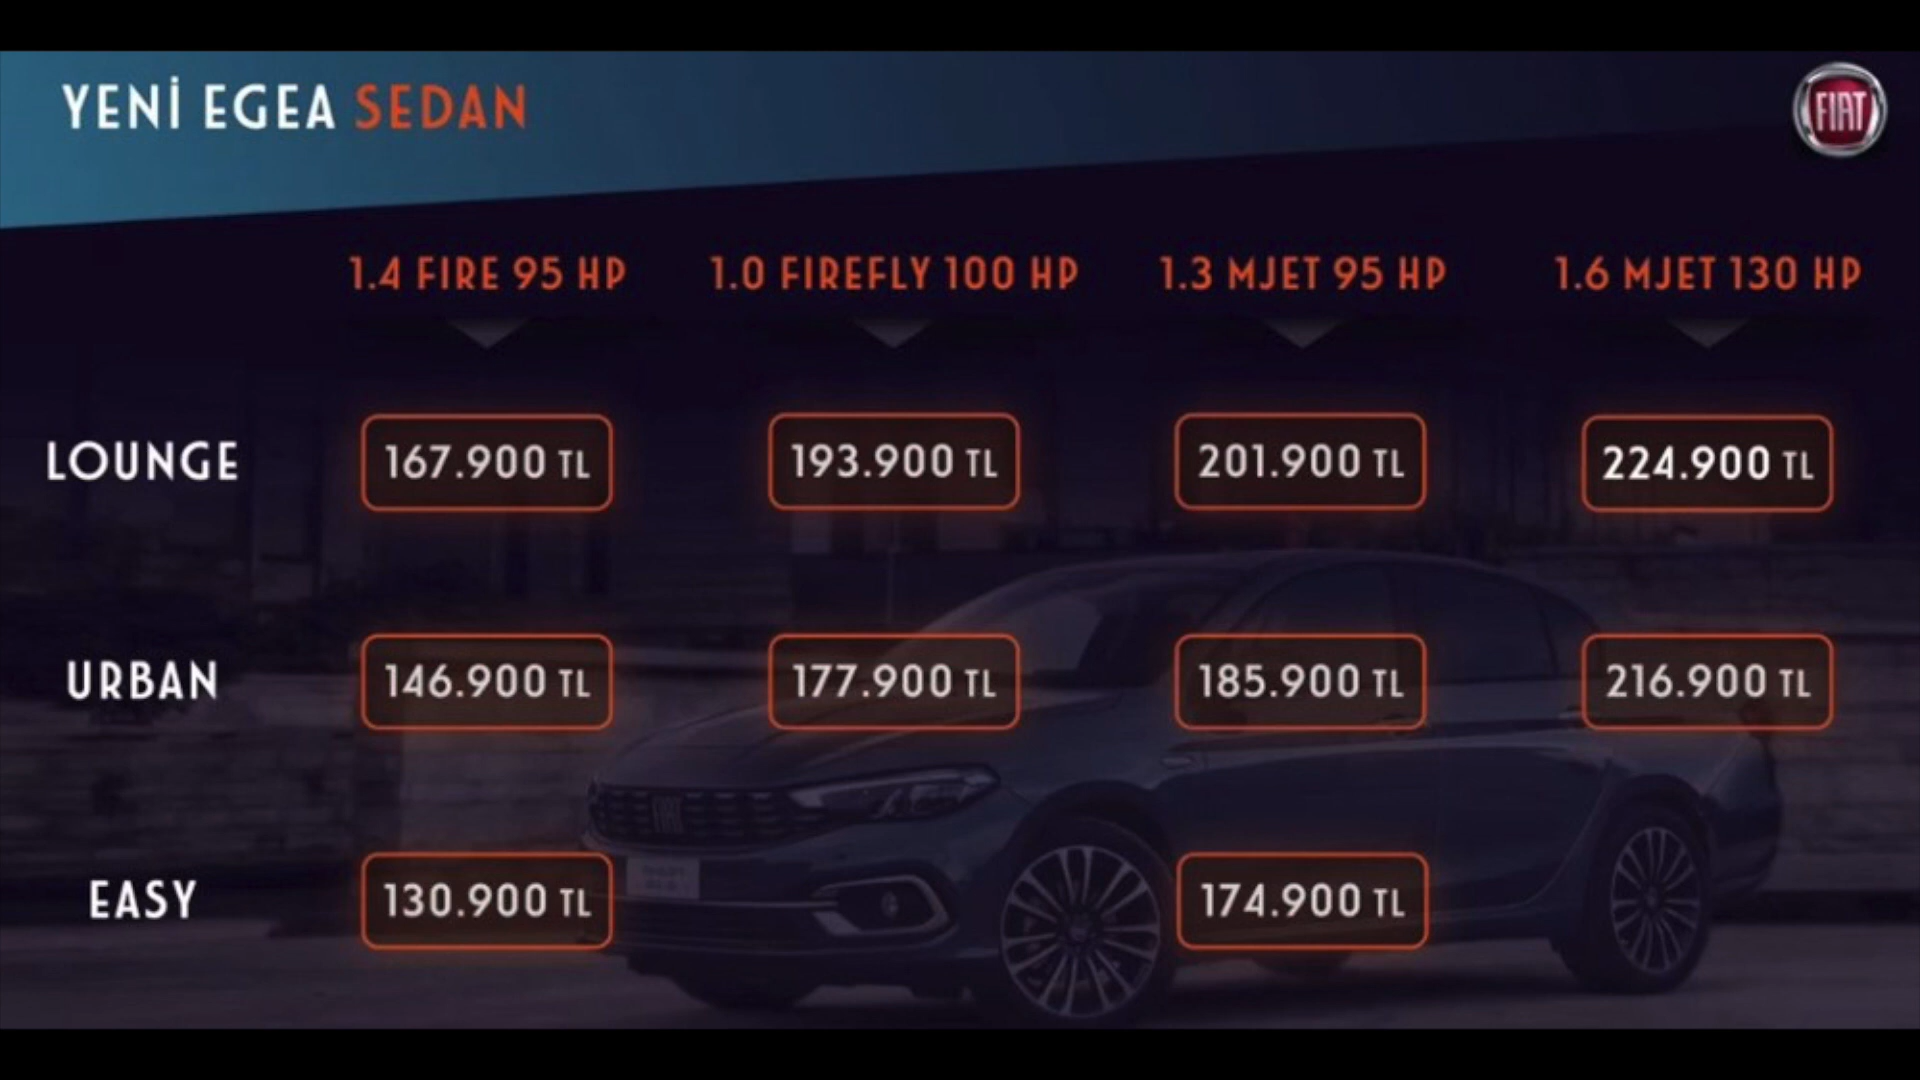 YENİ EGEA SEDAN
FIAT
1.4 FIRE 95 HP 1.0 FIREFLY 100 HP 1.3 MJET 95 HP 1.6 MJET 130 HP
LOUNGE 167.900 TL 193.900 TL 201.900 TL 224.900 TL
URBAN 146.900 TL 177.900 TL 185.900 TL 216.900 TL
EASY 130.900 TL 174.900 TL